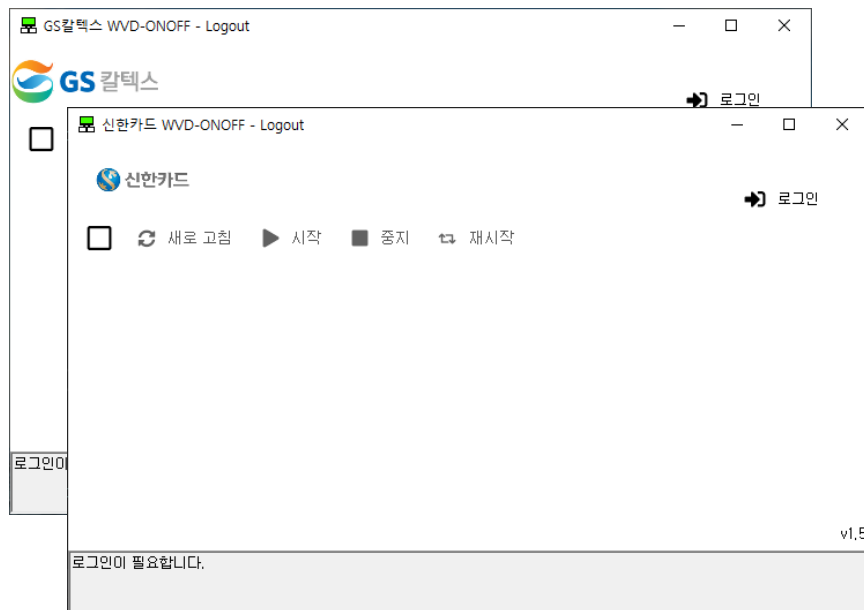 GS칼텍스 WVD-ONOFF - Logout
GS 칼텍스
로그인
신한카드 WVD-ONOFF - Logout
신한카드
로그인
새로 고침 시작 중지 재시작
로그인이
v1.5
로그인이 필요합니다.